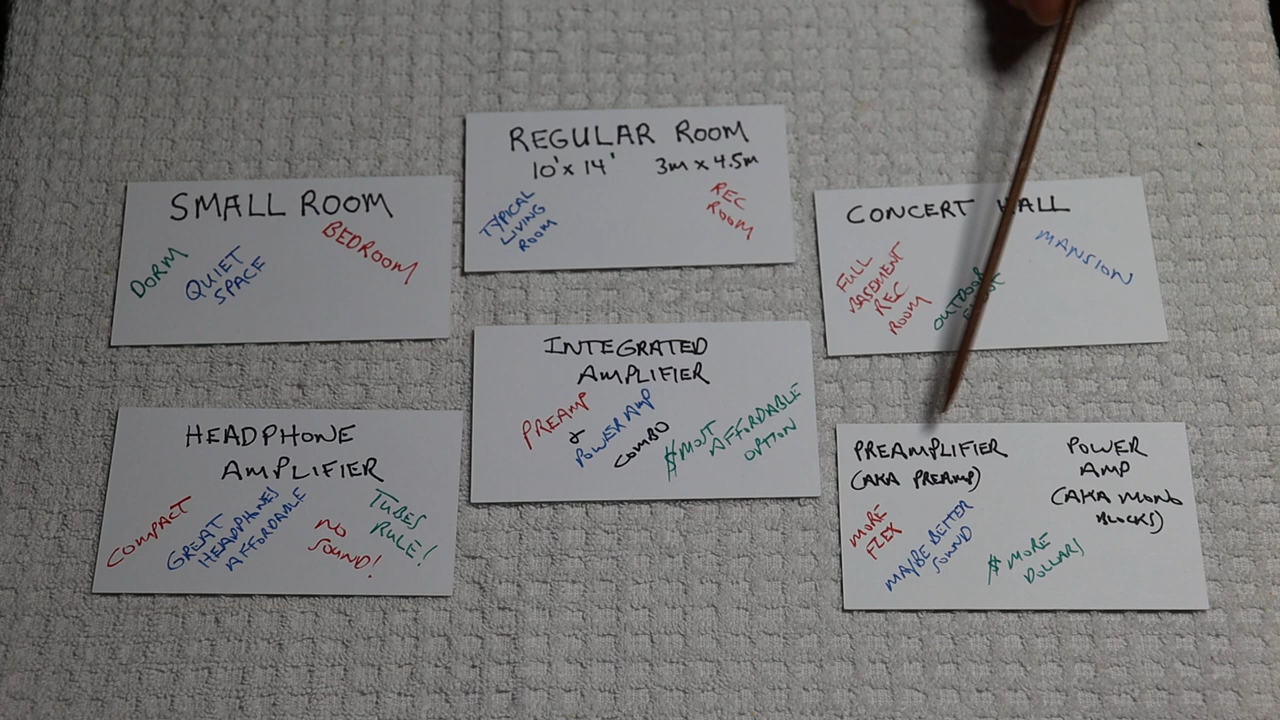 SMALL ROOM
DORM
QUIET
SPACE
BEDROOM
REGULAR ROOM
10' x 14' 3m x 4.5m
TYPICAL
LIVING
ROOM
REC
ROOM
CONCERT HALL
FULL
BASEMENT
REC
ROOM
OUTDOOR
MANSION
HEADPHONE
AMPLIFIER
COMPACT
GREAT
HEADPHONES
AFFORDABLE
NO
SOUND!
TUBES
RULE!
INTEGRATED
AMPLIFIER
PREAMP
&
POWER AMP
COMBO
$ MOST
AFFORDABLE
OPTION
PREAMPLIFIER
(AKA PREAMP)
MORE
FLEX
MAYBE BETTER
SOUND
$ MORE
DOLLARS
POWER
AMP
(AKA MONO
BLOCKS)